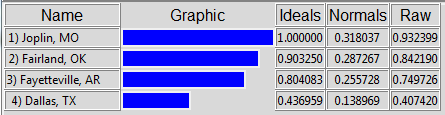 Name Graphic Ideals Normals Raw
1) Joplin, MO 1.000000 0.318037 0.932399
2) Fairland, OK 0.903250 0.287267 0.842190
3) Fayetteville, AR 0.804083 0.255728 0.749726
4) Dallas, TX 0.436959 0.138969 0.407420